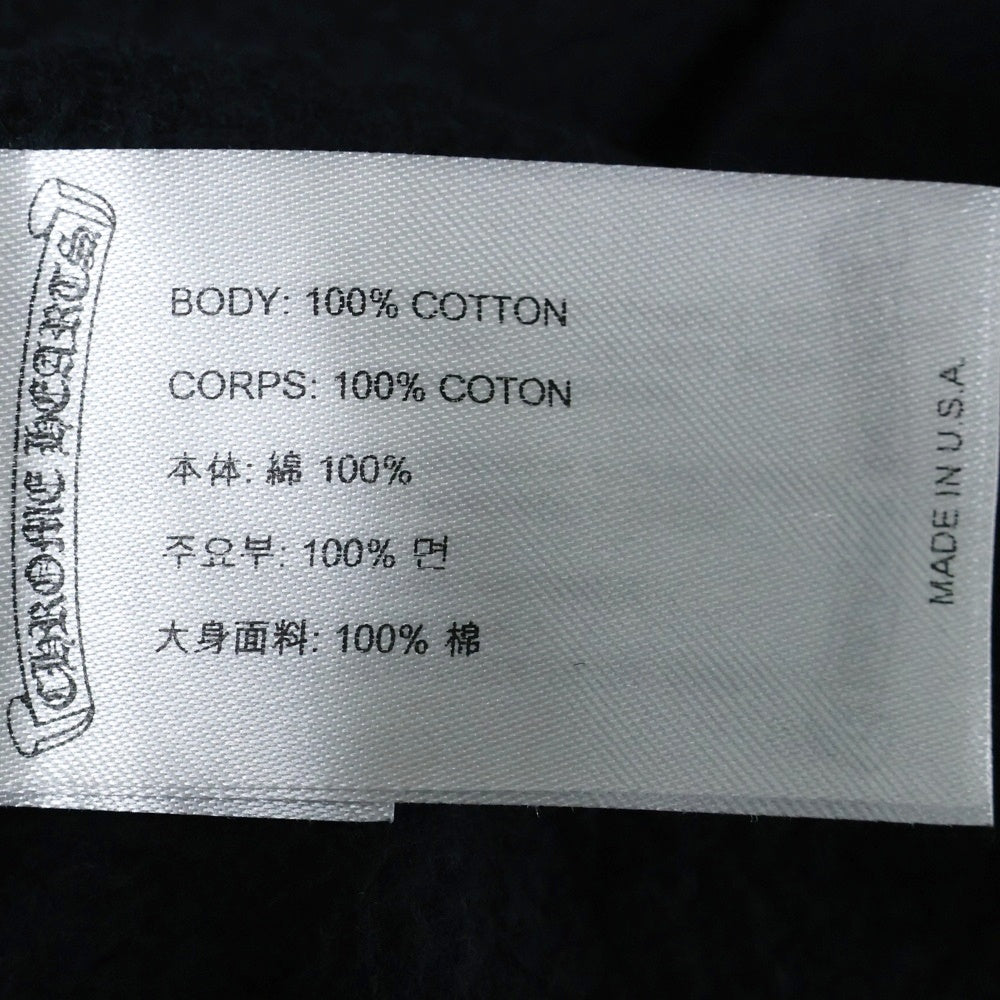 CHROME HEARTS
BODY: 100% COTTON
CORPS: 100% COTON
本体: 綿 100%
주요부: 100% 면
大身面料: 100% 棉
MADE IN U.S.A.